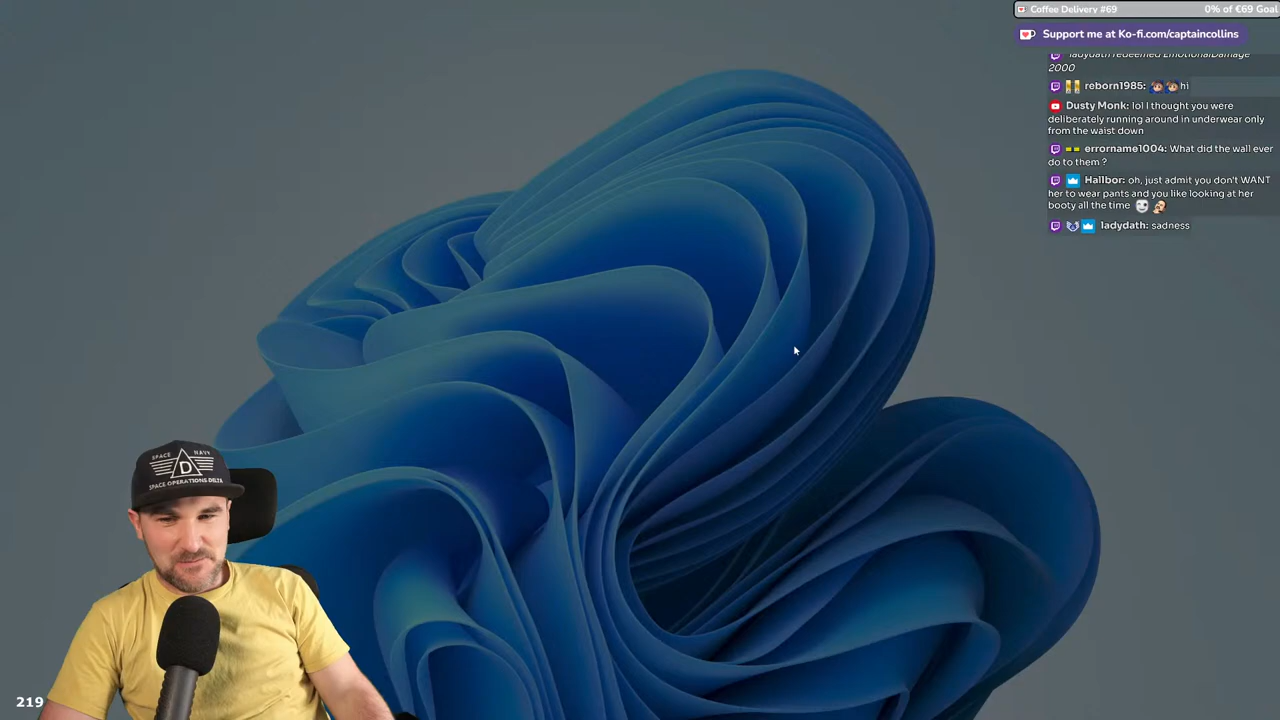 Coffee Delivery #69 0% of €69 Goal
Support me at Ko-fi.com/captaincollins
ladydath redeemed EmotionalDamage
2000
reborn1985: hi
Dusty Monk: lol I thought you were
deliberately running around in underwear only
from the waist down
errorname1004: What did the wall ever
do to them ?
Hallbor: oh, just admit you don't WANT
her to wear pants and you like looking at her
booty all the time
ladydath: sadness
SPACE NAVY
D
SPACE OPERATIONS DELTA
219